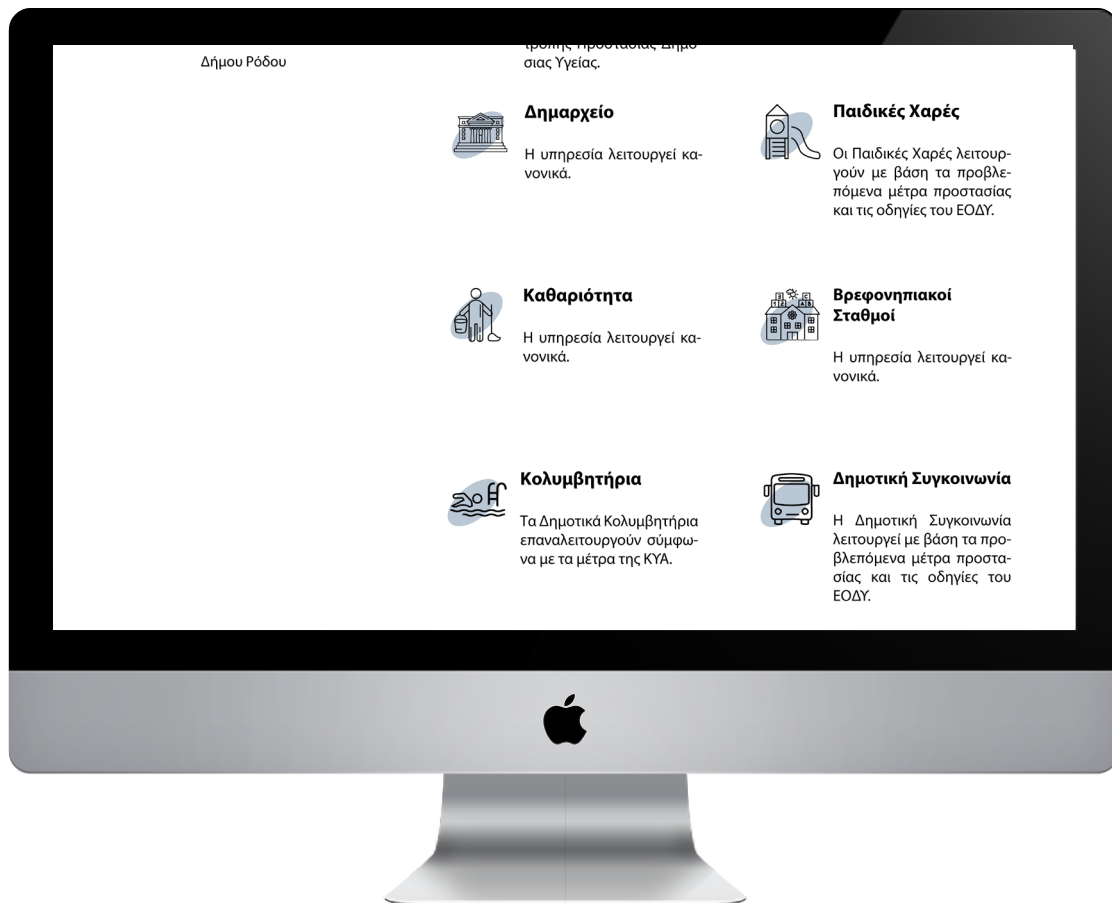 Δήμου Ρόδου
τροπής Προστασίας Δημό-
σιας Υγείας.
Δημαρχείο
Η υπηρεσία λειτουργεί κα-
νονικά.
Παιδικές Χαρές
Οι Παιδικές Χαρές λειτουρ-
γούν με βάση τα προβλε-
πόμενα μέτρα προστασίας
και τις οδηγίες του ΕΟΔΥ.
Καθαριότητα
Η υπηρεσία λειτουργεί κα-
νονικά.
Βρεφονηπιακοί
Σταθμοί
Η υπηρεσία λειτουργεί κα-
νονικά.
Κολυμβητήρια
Τα Δημοτικά Κολυμβητήρια
επαναλειτουργούν σύμφω-
να με τα μέτρα της ΚΥΑ.
Δημοτική Συγκοινωνία
Η Δημοτική Συγκοινωνία
λειτουργεί με βάση τα προ-
βλεπόμενα μέτρα προστα-
σίας και τις οδηγίες του
ΕΟΔΥ.